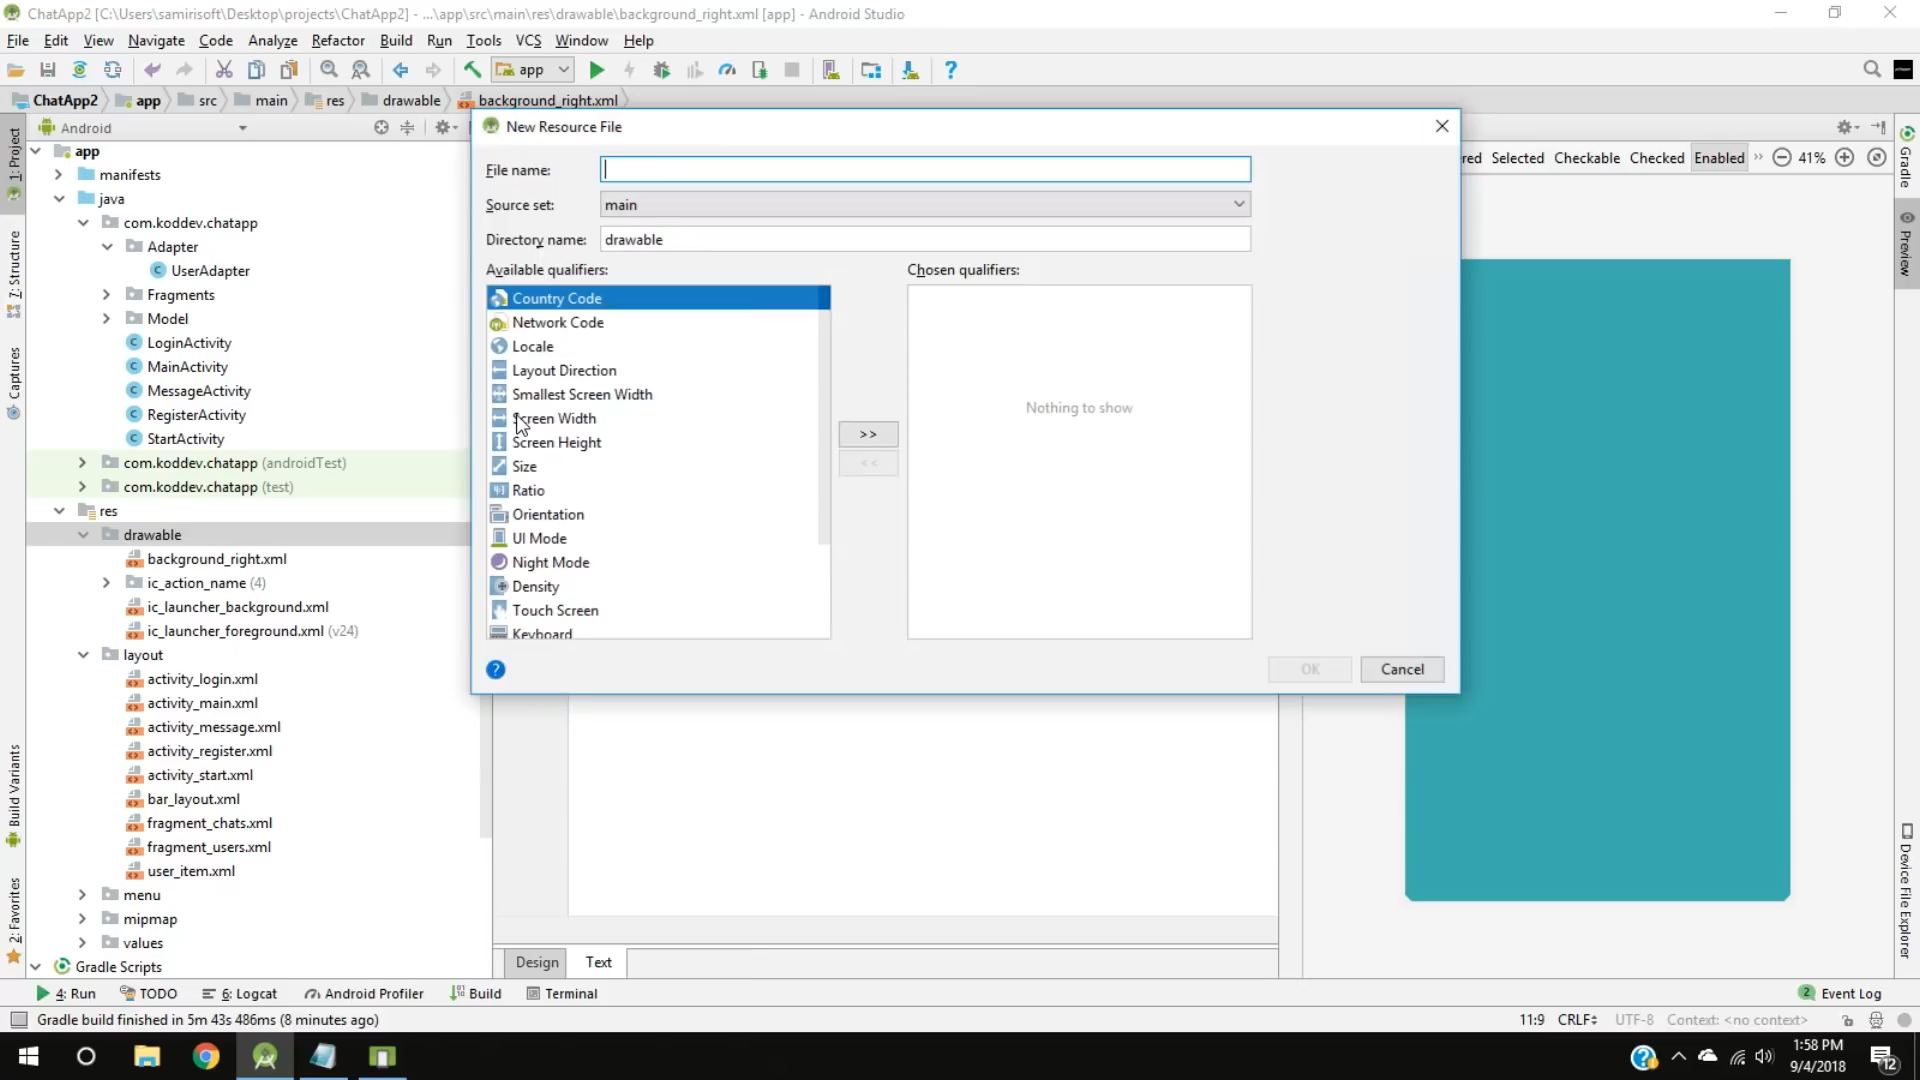 ChatApp2 [C:\Users\samirisoft\Desktop\projects\ChatApp2] - ...\app\src\main\res\drawable\background_right.xml [app] - Android Studio
File Edit View Navigate Code Analyze Refactor Build Run Tools VCS Window Help
app
ChatApp2 app src main res drawable background_right.xml
Android
1: Project
7: Structure
Captures
Build Variants
2: Favorites
app
manifests
java
com.koddev.chatapp
Adapter
UserAdapter
Fragments
Model
LoginActivity
MainActivity
MessageActivity
RegisterActivity
StartActivity
com.koddev.chatapp (androidTest)
com.koddev.chatapp (test)
res
drawable
background_right.xml
ic_action_name (4)
ic_launcher_background.xml
ic_launcher_foreground.xml (v24)
layout
activity_login.xml
activity_main.xml
activity_message.xml
activity_register.xml
activity_start.xml
bar_layout.xml
fragment_chats.xml
fragment_users.xml
user_item.xml
menu
mipmap
values
Gradle Scripts
New Resource File
File name:
Source set: main
Directory name: drawable
Available qualifiers:
Country Code
Network Code
Locale
Layout Direction
Smallest Screen Width
Screen Width
Screen Height
Size
Ratio
Orientation
UI Mode
Night Mode
Density
Touch Screen
Keyboard
>>
<<
Chosen qualifiers:
Nothing to show
OK Cancel
red Selected Checkable Checked Enabled 41%
Gradle
Preview
Device File Explorer
Design Text
4: Run TODO 6: Logcat Android Profiler Build Terminal
2 Event Log
Gradle build finished in 5m 43s 486ms (8 minutes ago)
11:9 CRLF UTF-8 Context: <no context>
1:58 PM
9/4/2018
12